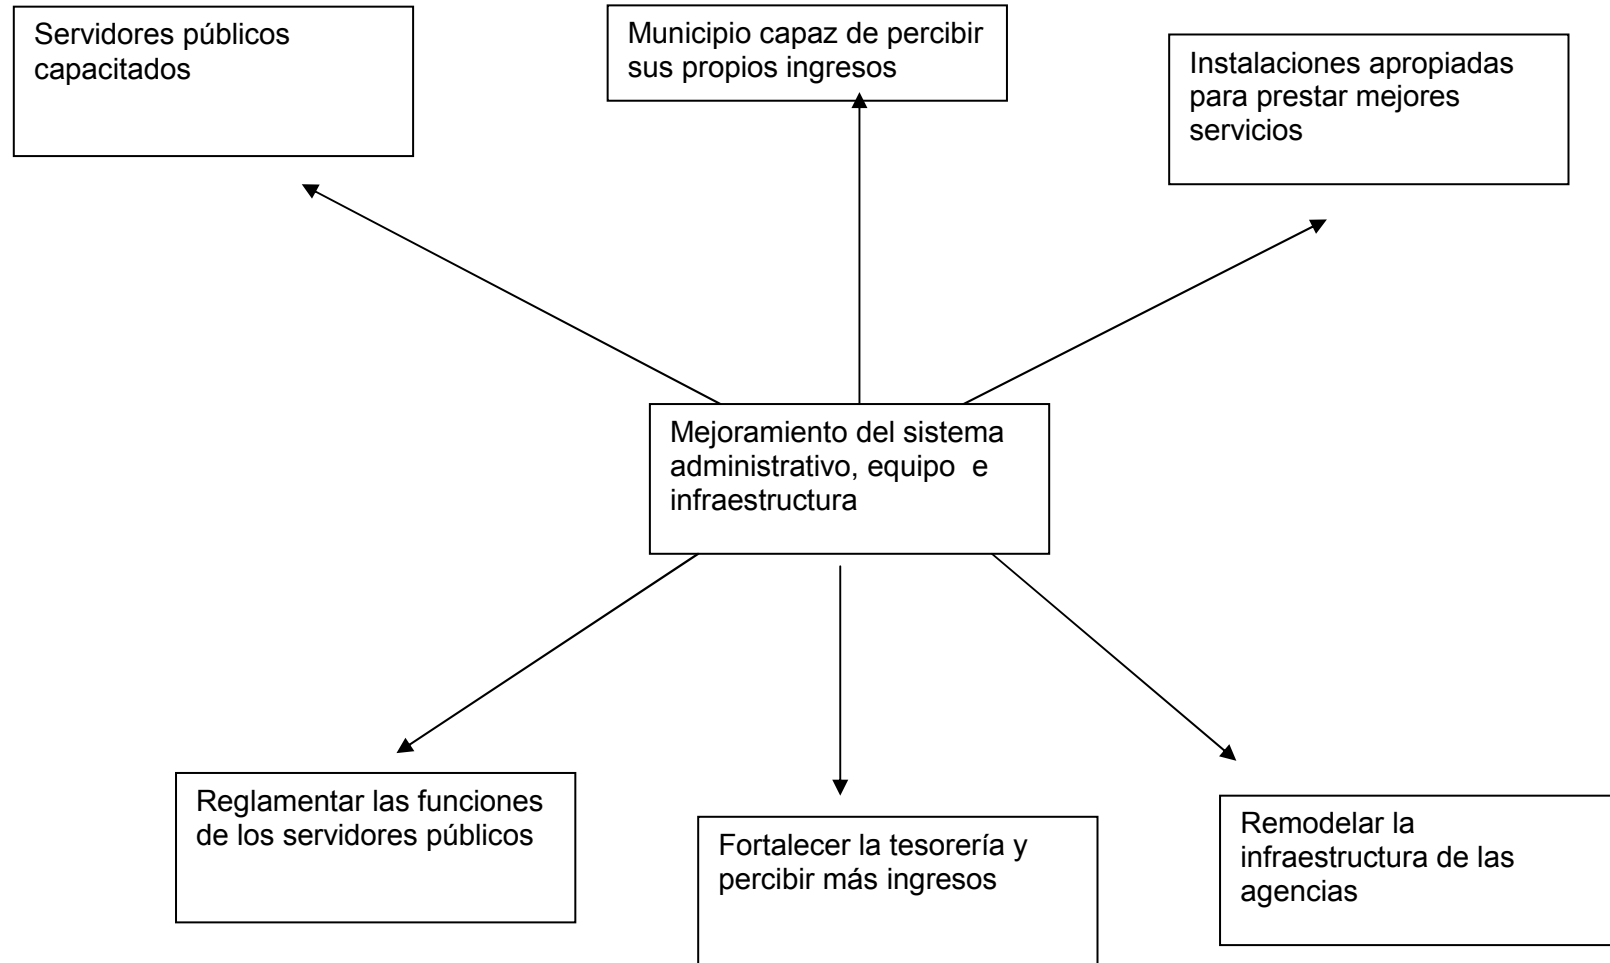 Servidores públicos
capacitados
Municipio capaz de percibir
sus propios ingresos
Instalaciones apropiadas
para prestar mejores
servicios
Mejoramiento del sistema
administrativo, equipo  e
infraestructura
Reglamentar las funciones
de los servidores públicos
Fortalecer la tesorería y
percibir más ingresos
Remodelar la
infraestructura de las
agencias